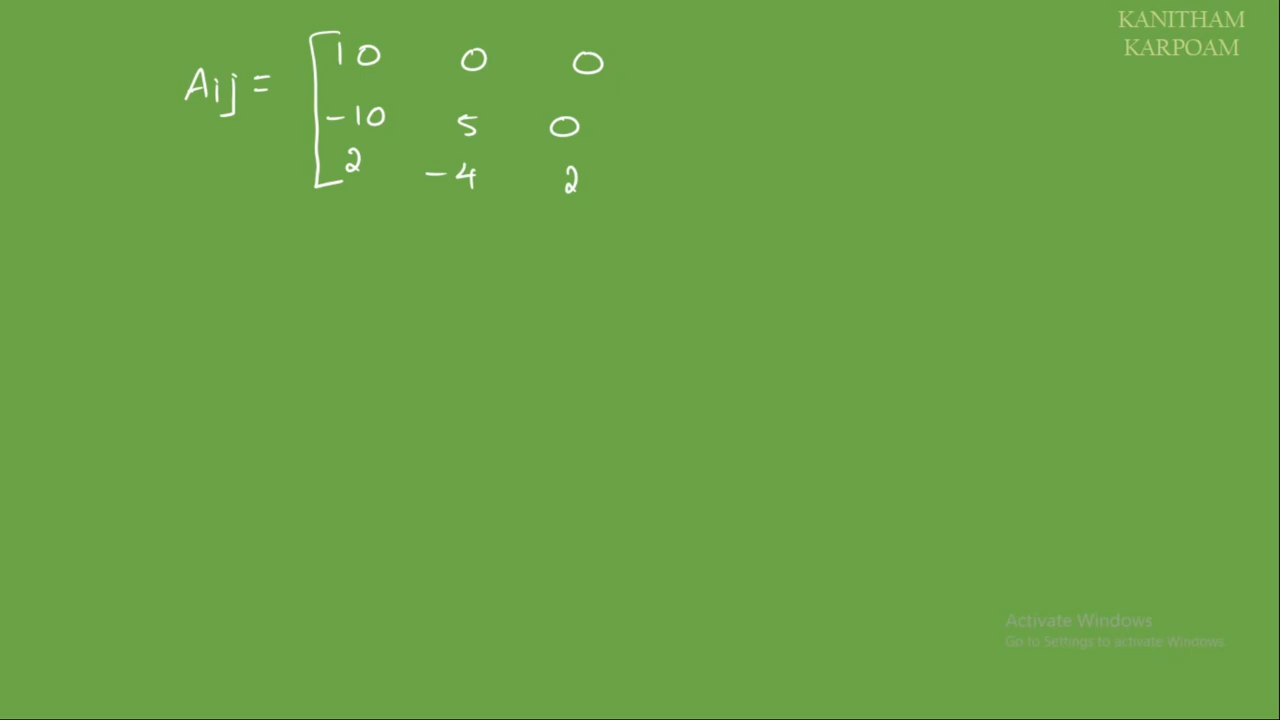 KANITHAM
KARPOAM
Aij = [10 0 0
-10 5 0
2 -4 2
Activate Windows
Go to Settings to activate Windows